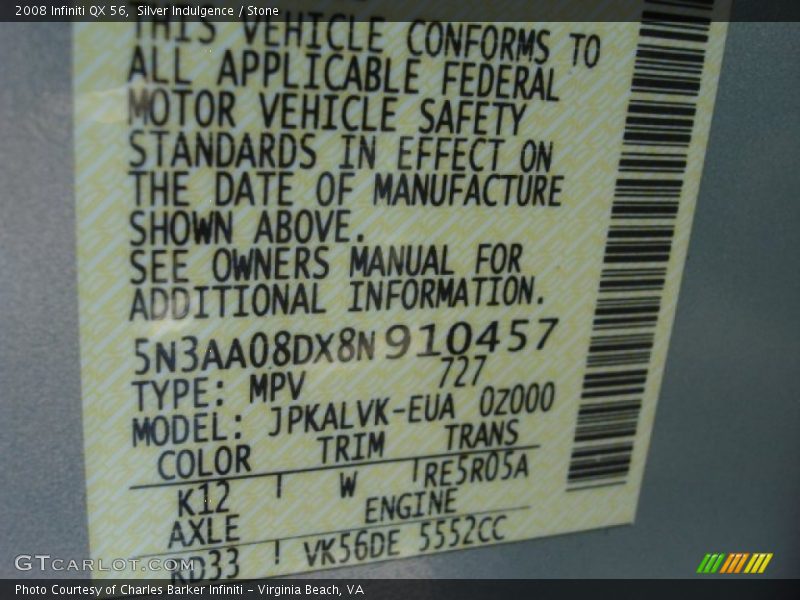 2008 Infiniti QX 56, Silver Indulgence / Stone
THIS VEHICLE CONFORMS TO
ALL APPLICABLE FEDERAL
MOTOR VEHICLE SAFETY
STANDARDS IN EFFECT ON
THE DATE OF MANUFACTURE
SHOWN ABOVE.
SEE OWNERS MANUAL FOR
ADDITIONAL INFORMATION.
5N3AA08DX8N910457
TYPE: MPV 727
MODEL: JPKALVK-EUA 0Z000
COLOR TRIM TRANS
K12 W RE5R05A
AXLE ENGINE
RD33 VK56DE 5552CC
GTCARLOT.COM
Photo Courtesy of Charles Barker Infiniti - Virginia Beach, VA